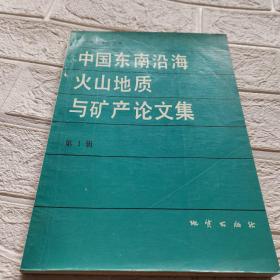 中国东南沿海
火山地质
与矿产论文集
第1辑
地质出版社